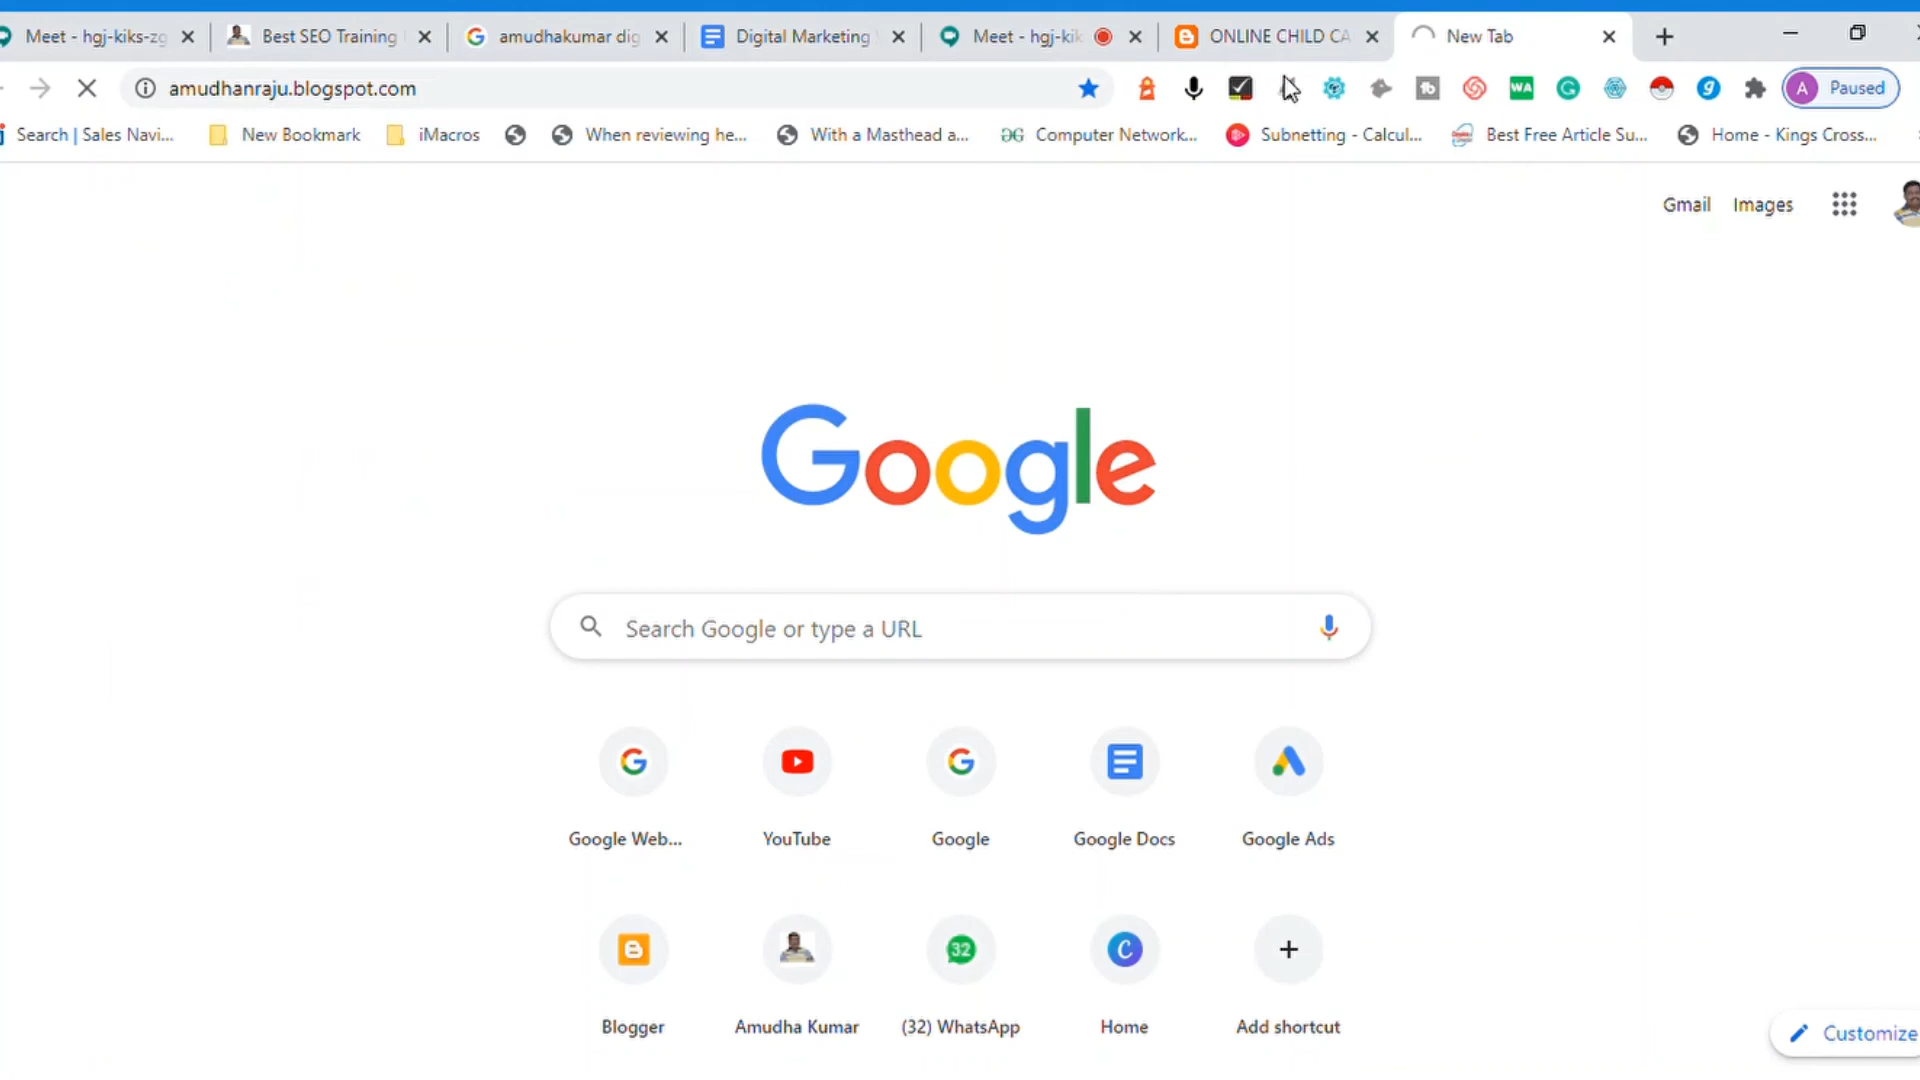 Meet - hgj-kiks-zg
Best SEO Training
amudhakumar dig
Digital Marketing
Meet - hgj-kik
ONLINE CHILD CA
New Tab
amudhanraju.blogspot.com
A Paused
Search | Sales Navi...
New Bookmark
iMacros
When reviewing he...
With a Masthead a...
Computer Network...
Subnetting - Calcul...
Best Free Article Su...
Home - Kings Cross...
Gmail
Images
Google
Search Google or type a URL
Google Web...
YouTube
Google
Google Docs
Google Ads
32
Blogger
Amudha Kumar
(32) WhatsApp
Home
Add shortcut
Customize